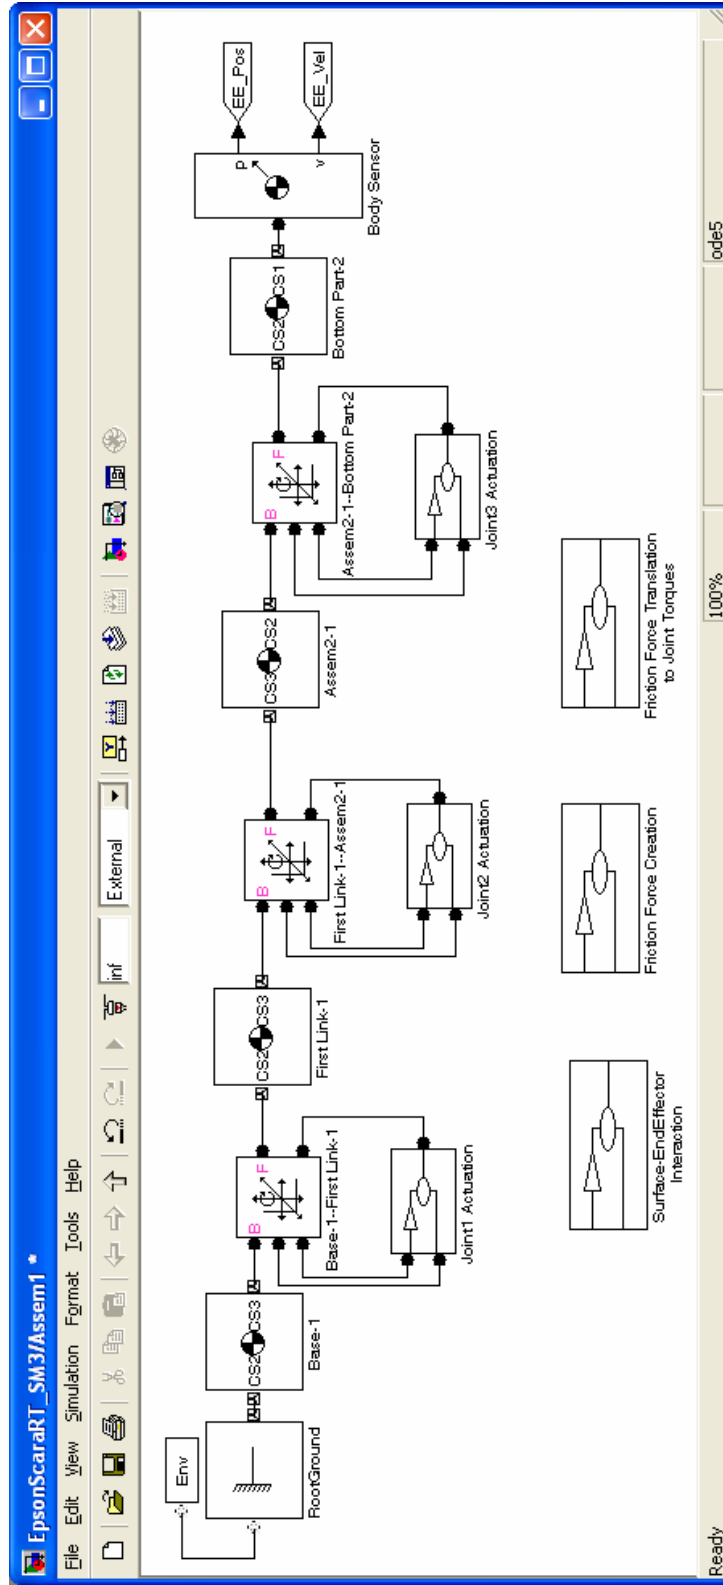 EpsonScaraRT_SM3/Assem1 *
File Edit View Simulation Format Tools Help
inf
External
Env
RootGround
CS2 CS3
Base-1
B F
Base-1--First Link-1
Joint1 Actuation
CS2 CS3
First Link-1
B F
First Link-1--Assem2-1
Joint2 Actuation
CS3 CS2
Assem2-1
B F
Assem2-1--Bottom Part-2
Joint3 Actuation
CS2 CS1
Bottom Part-2
p
v
Body Sensor
EE_Pos
EE_Vel
Surface-EndEffector
Interaction
Friction Force Creation
Friction Force Translation
to Joint Torques
Ready
100%
ode5